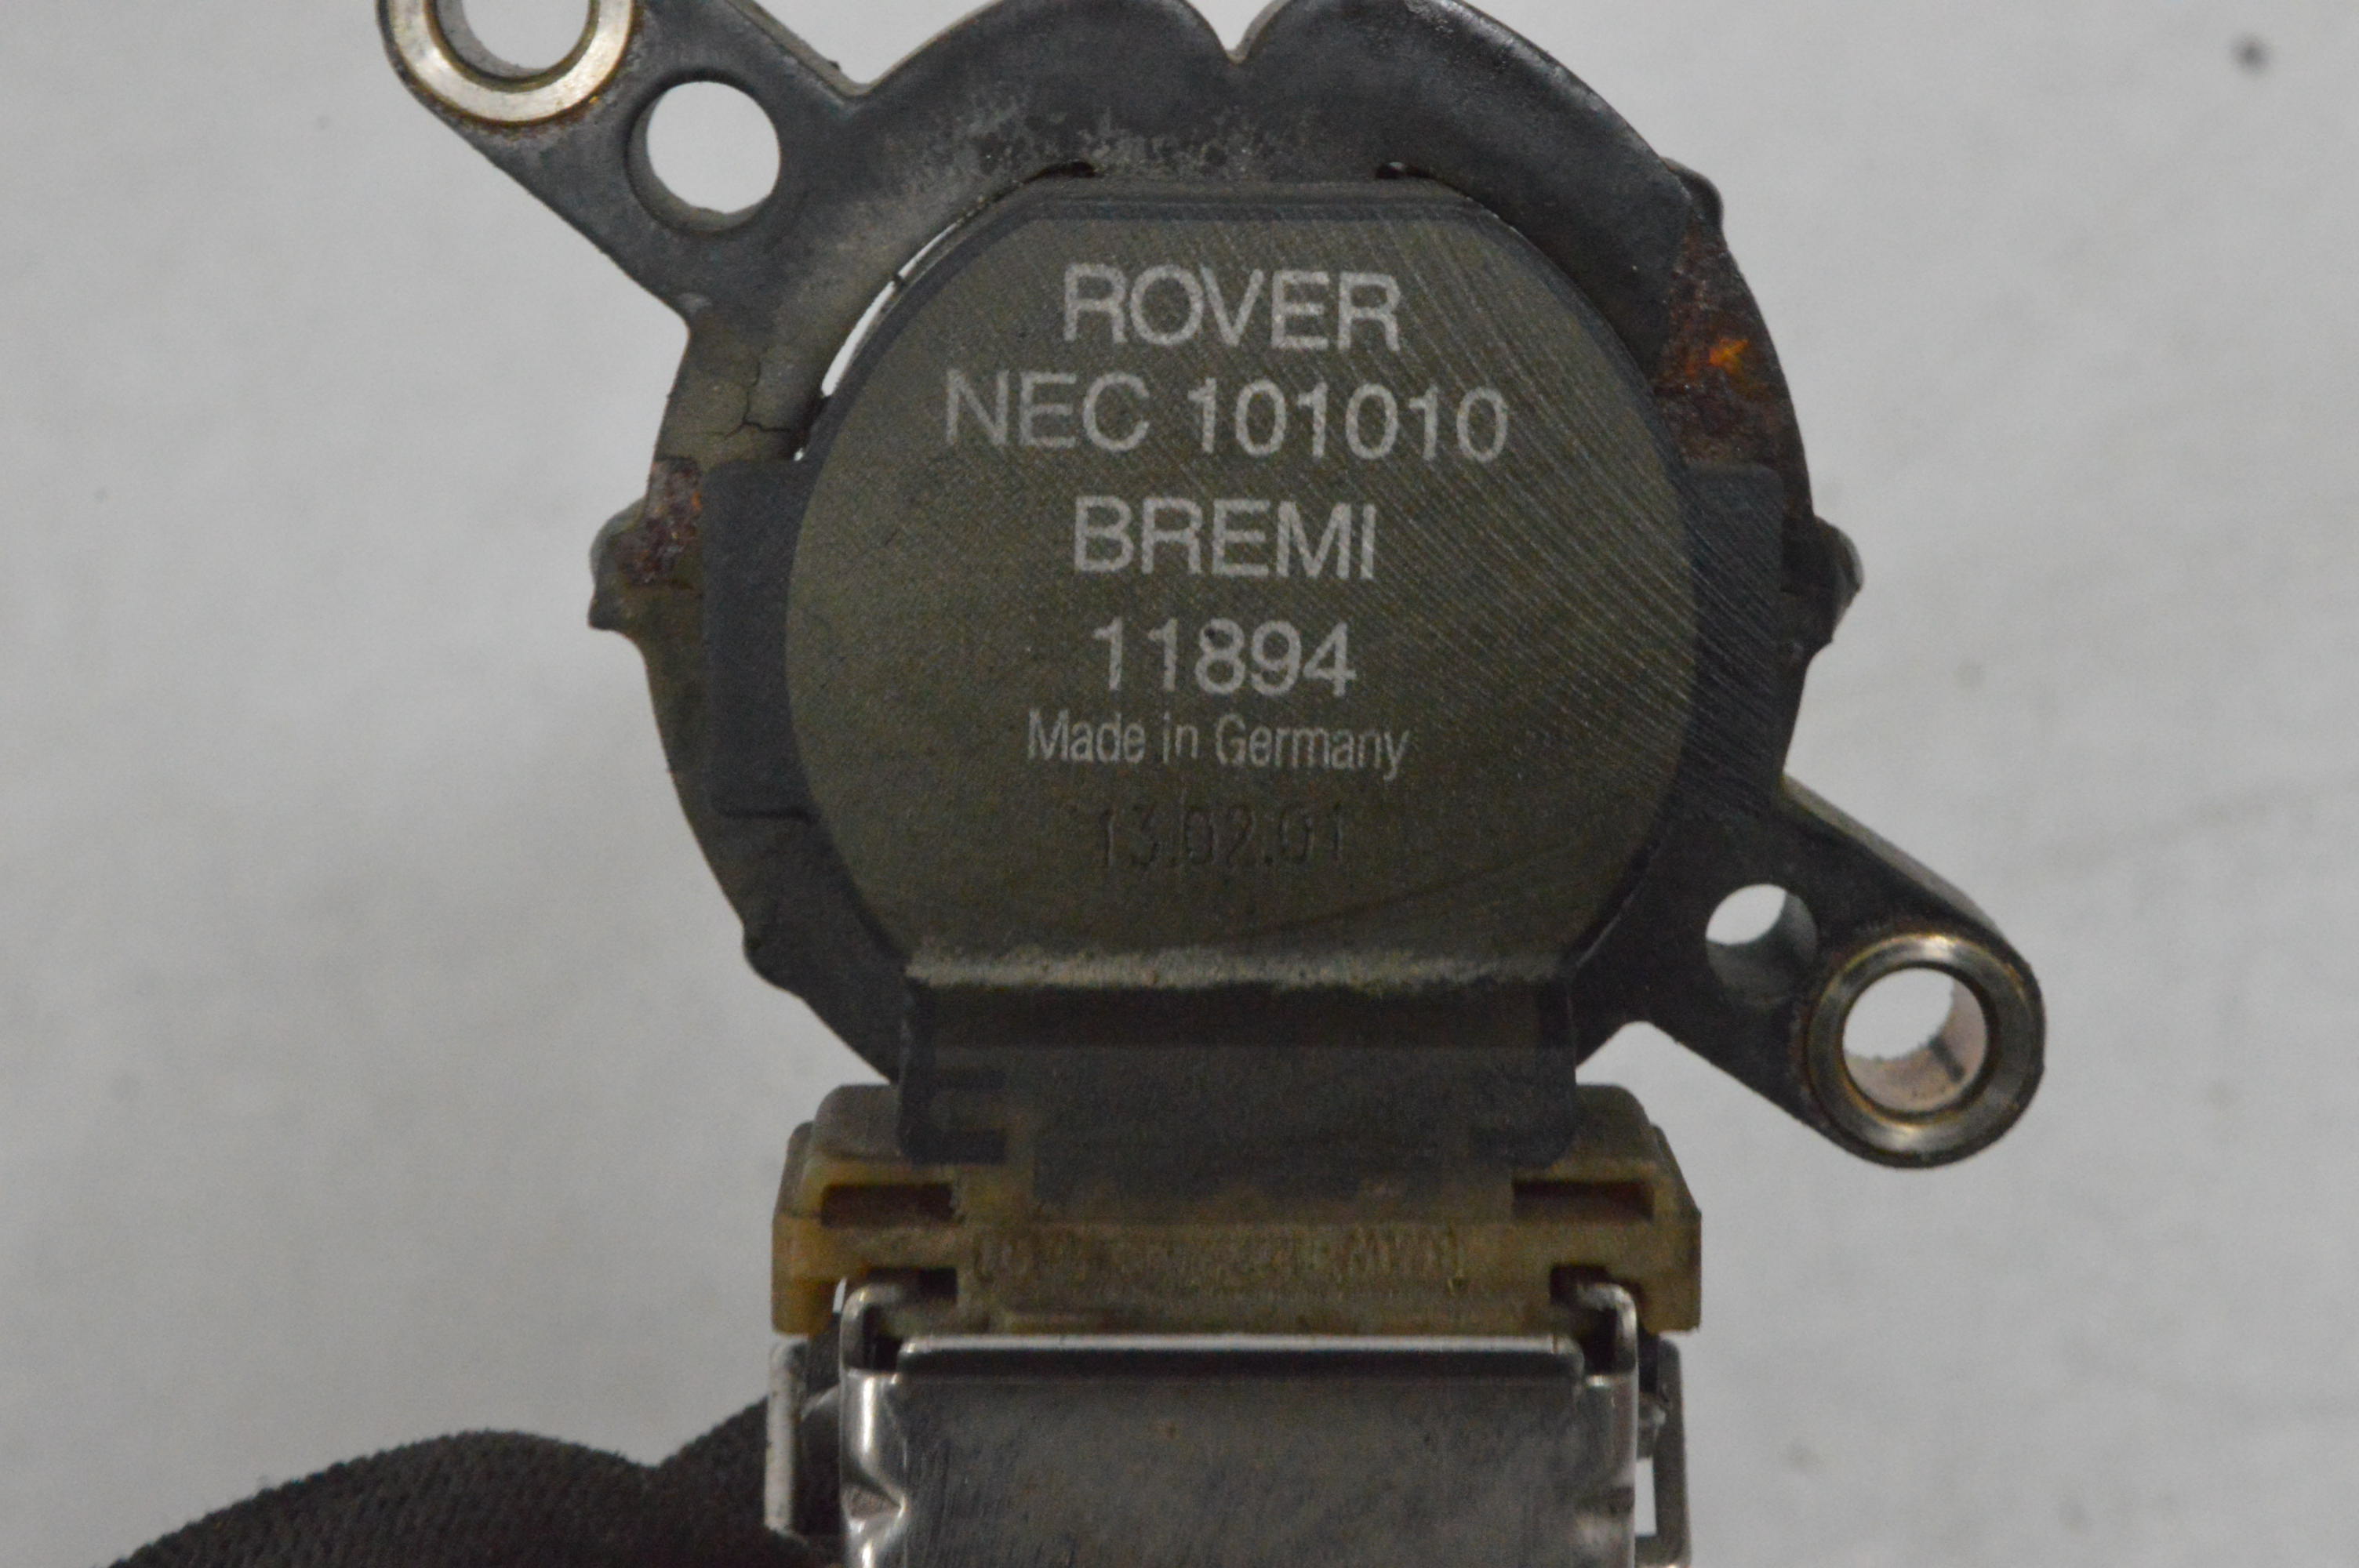 ROVER
NEC 101010
BREMI
11894
Made in Germany
13.02.01